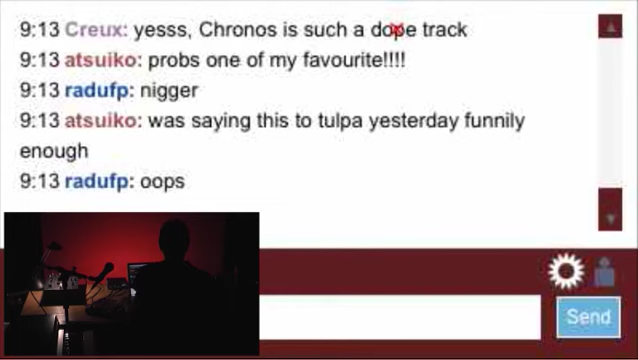 9:13 Creux: yesss, Chronos is such a dope track
9:13 atsuiko: probs one of my favourite!!!!
9:13 radufp: nigger
9:13 atsuiko: was saying this to tulpa yesterday funnily
enough
9:13 radufp: oops
Send